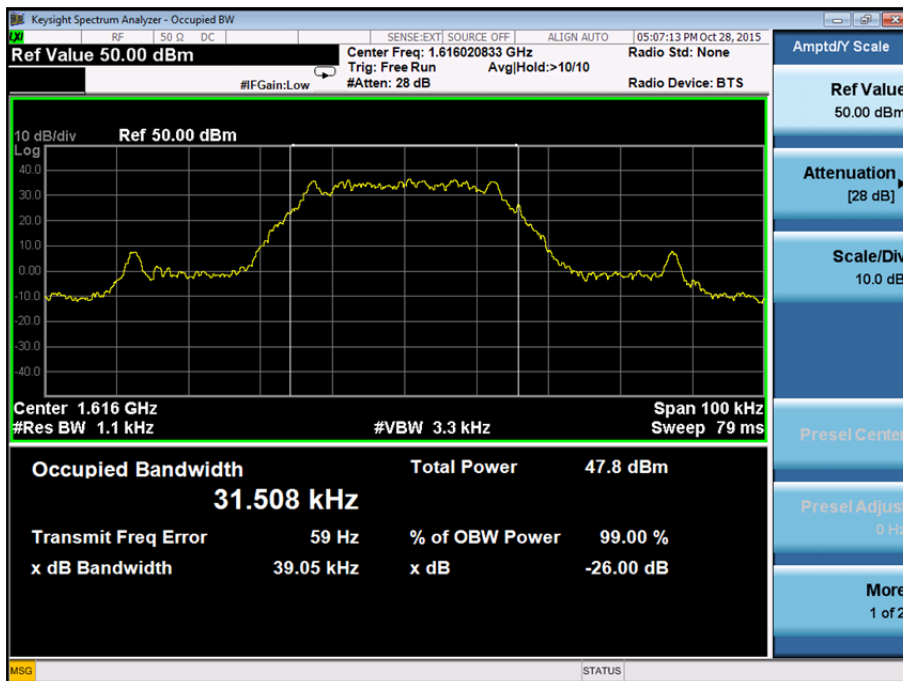 Keysight Spectrum Analyzer - Occupied BW
LXI RF 50 Ω DC SENSE:EXT SOURCE OFF ALIGN AUTO 05:07:13 PM Oct 28, 2015
Ref Value 50.00 dBm
Center Freq: 1.616020833 GHz Radio Std: None
Trig: Free Run Avg|Hold:>10/10
#IFGain:Low #Atten: 28 dB Radio Device: BTS
10 dB/div Ref 50.00 dBm
Log
40.0
30.0
20.0
10.0
0.00
-10.0
-20.0
-30.0
-40.0
Center 1.616 GHz Span 100 kHz
#Res BW 1.1 kHz #VBW 3.3 kHz Sweep 79 ms
Occupied Bandwidth Total Power 47.8 dBm
31.508 kHz
Transmit Freq Error 59 Hz % of OBW Power 99.00 %
x dB Bandwidth 39.05 kHz x dB -26.00 dB
Amptd/Y Scale
Ref Value
50.00 dBm
Attenuation
[28 dB]
Scale/Div
10.0 dB
Presel Center
Presel Adjust
0 Hz
More
1 of 2
MSG STATUS